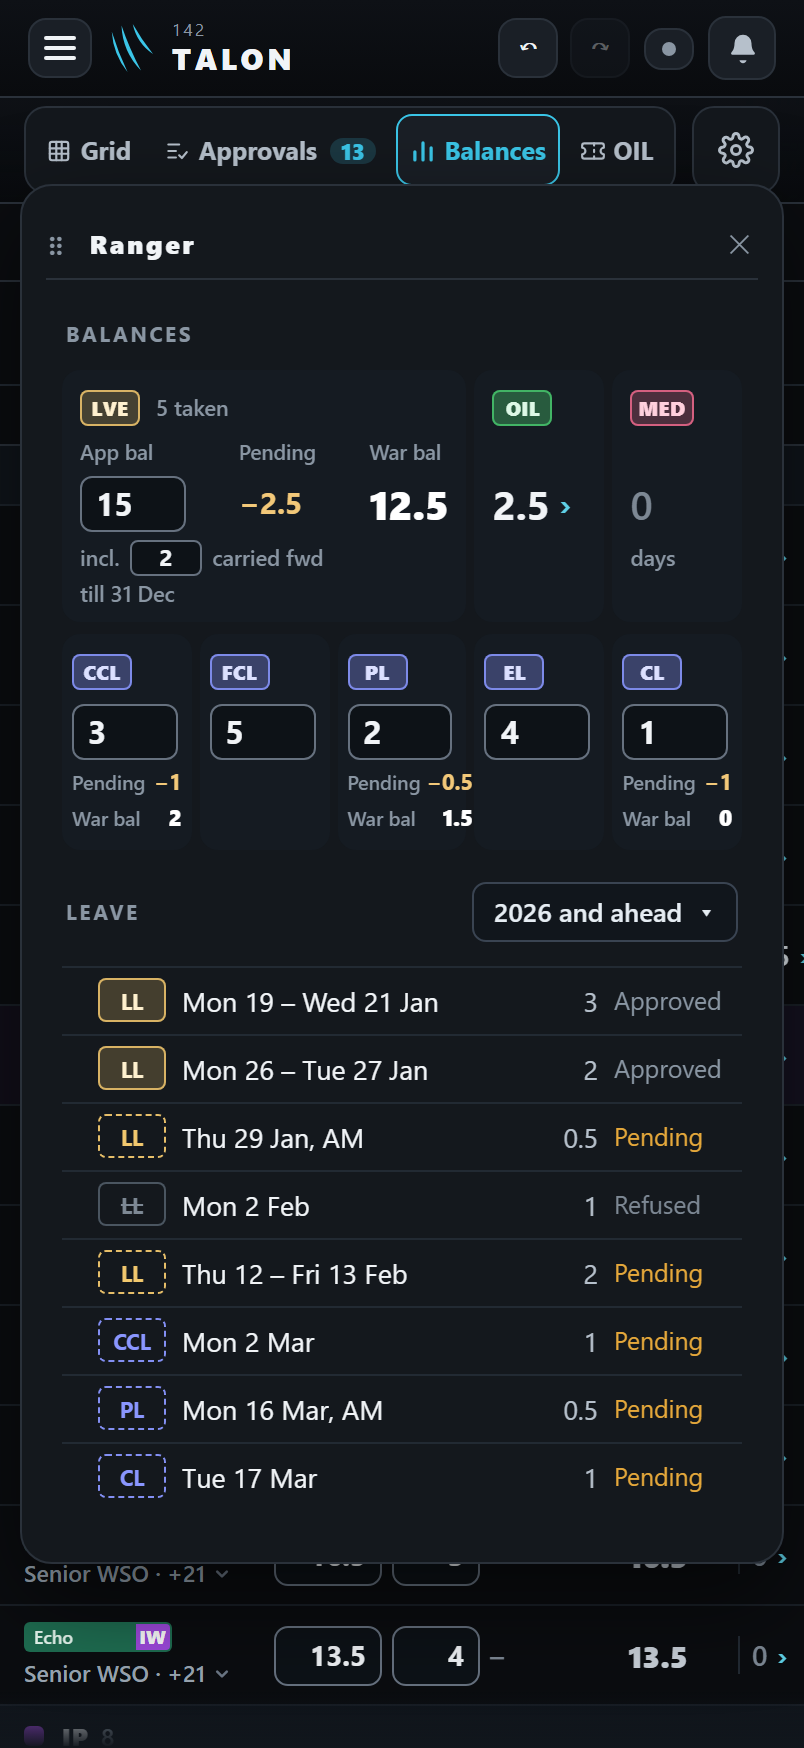 142
TALON
Grid
Approvals 13
Balances
OIL
Ranger
BALANCES
LVE 5 taken
App bal Pending War bal
15 −2.5 12.5
incl. 2 carried fwd
till 31 Dec
OIL
2.5 ›
MED
0
days
CCL
3
Pending −1
War bal 2
FCL
5
PL
2
Pending −0.5
War bal 1.5
EL
4
CL
1
Pending −1
War bal 0
LEAVE
2026 and ahead
LL Mon 19 – Wed 21 Jan 3 Approved
LL Mon 26 – Tue 27 Jan 2 Approved
LL Thu 29 Jan, AM 0.5 Pending
LL Mon 2 Feb 1 Refused
LL Thu 12 – Fri 13 Feb 2 Pending
CCL Mon 2 Mar 1 Pending
PL Mon 16 Mar, AM 0.5 Pending
CL Tue 17 Mar 1 Pending
Senior WSO · +21
Echo IW
Senior WSO · +21
13.5 4 – 13.5 0 ›
IP 8